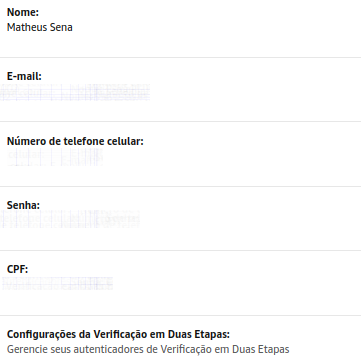 Nome:
Matheus Sena
E-mail:
Número de telefone celular:
Senha:
CPF:
Configurações da Verificação em Duas Etapas:
Gerencie seus autenticadores de Verificação em Duas Etapas